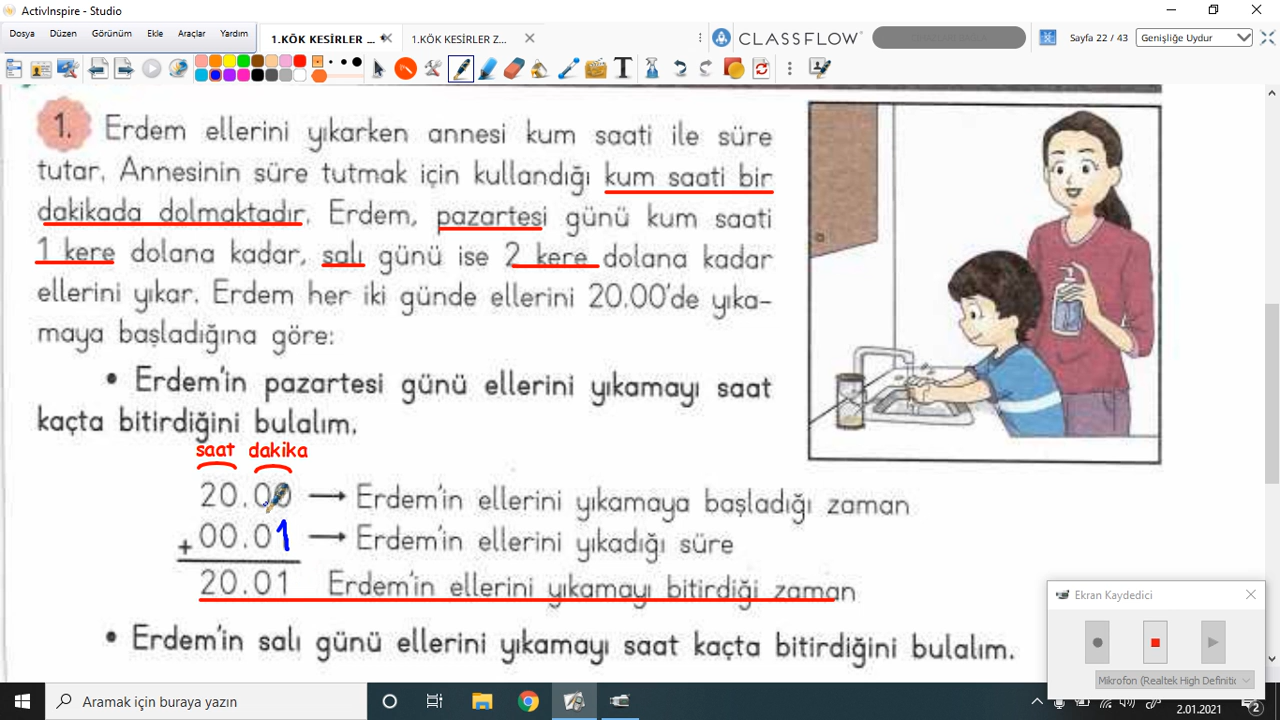 ActivInspire - Studio
Dosya Düzen Görünüm Ekle Araçlar Yardım
1.KÖK KESİRLER ...
1.KÖK KESİRLER Z...
CLASSFLOW
Sayfa 22 / 43
Genişliğe Uydur
1. Erdem ellerini yıkarken annesi kum saati ile süre
tutar. Annesinin süre tutmak için kullandığı kum saati bir
dakikada dolmaktadır. Erdem, pazartesi günü kum saati
1 kere dolana kadar, salı günü ise 2 kere dolana kadar
ellerini yıkar. Erdem her iki günde ellerini 20.00'de yıka-
maya başladığına göre:
• Erdem'in pazartesi günü ellerini yıkamayı saat
kaçta bitirdiğini bulalım.
saat dakika
20.00 → Erdem'in ellerini yıkamaya başladığı zaman
+ 00.01 → Erdem'in ellerini yıkadığı süre
20.01 Erdem'in ellerini yıkamayı bitirdiği zaman
• Erdem'in salı günü ellerini yıkamayı saat kaçta bitirdiğini bulalım.
Ekran Kaydedici
Mikrofon (Realtek High Definitic
Aramak için buraya yazın
2.01.2021
2